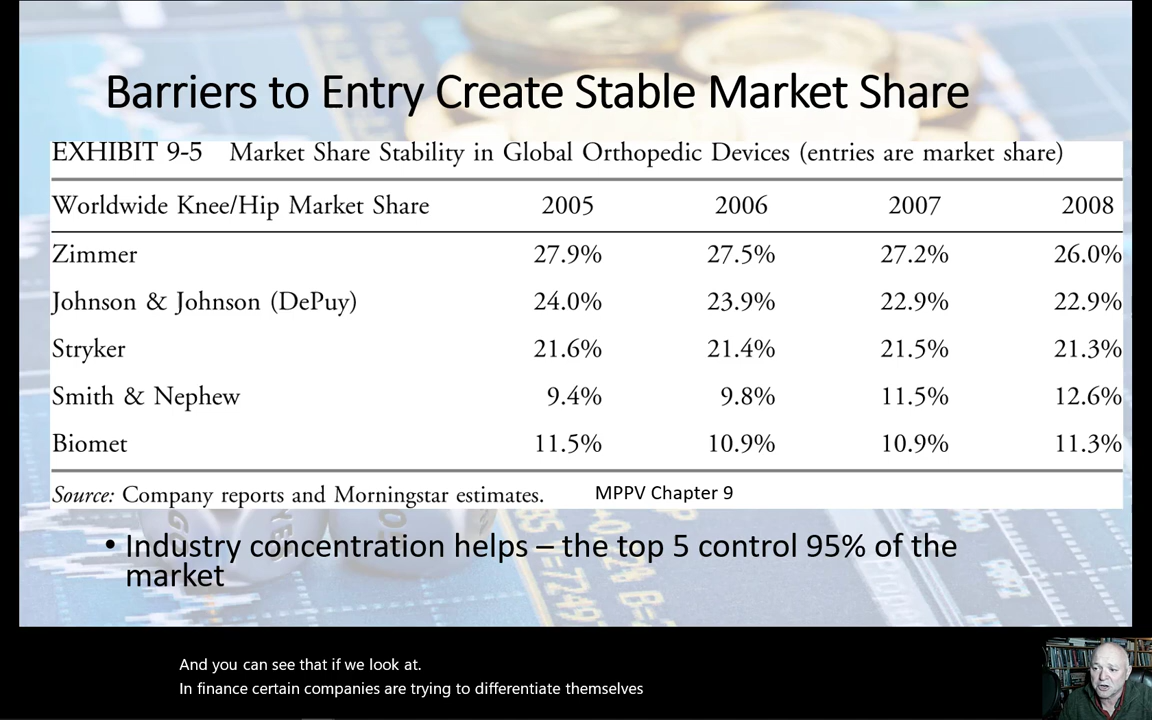 Barriers to Entry Create Stable Market Share
EXHIBIT 9-5 Market Share Stability in Global Orthopedic Devices (entries are market share)
Worldwide Knee/Hip Market Share 2005 2006 2007 2008
Zimmer 27.9% 27.5% 27.2% 26.0%
Johnson & Johnson (DePuy) 24.0% 23.9% 22.9% 22.9%
Stryker 21.6% 21.4% 21.5% 21.3%
Smith & Nephew 9.4% 9.8% 11.5% 12.6%
Biomet 11.5% 10.9% 10.9% 11.3%
Source: Company reports and Morningstar estimates. MPPV Chapter 9
• Industry concentration helps – the top 5 control 95% of the
market
And you can see that if we look at.
In finance certain companies are trying to differentiate themselves